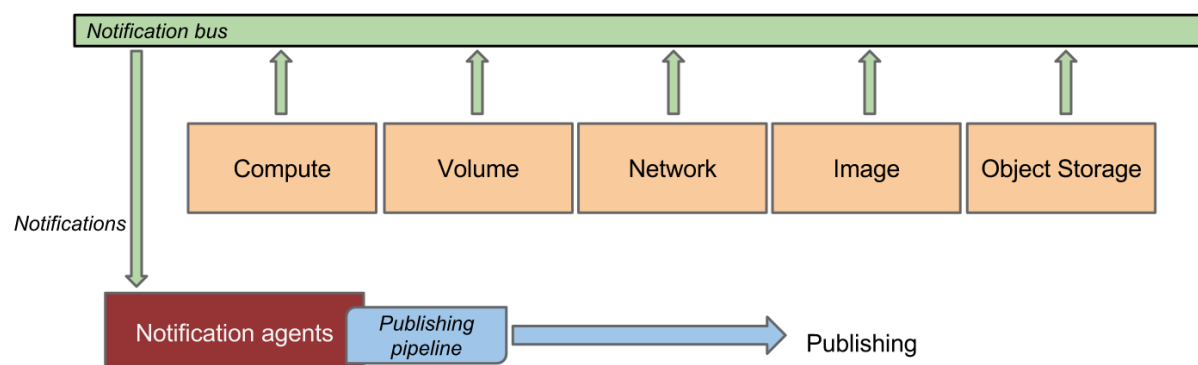 Notification bus
Compute
Volume
Network
Image
Object Storage
Notifications
Notification agents
Publishing
pipeline
Publishing